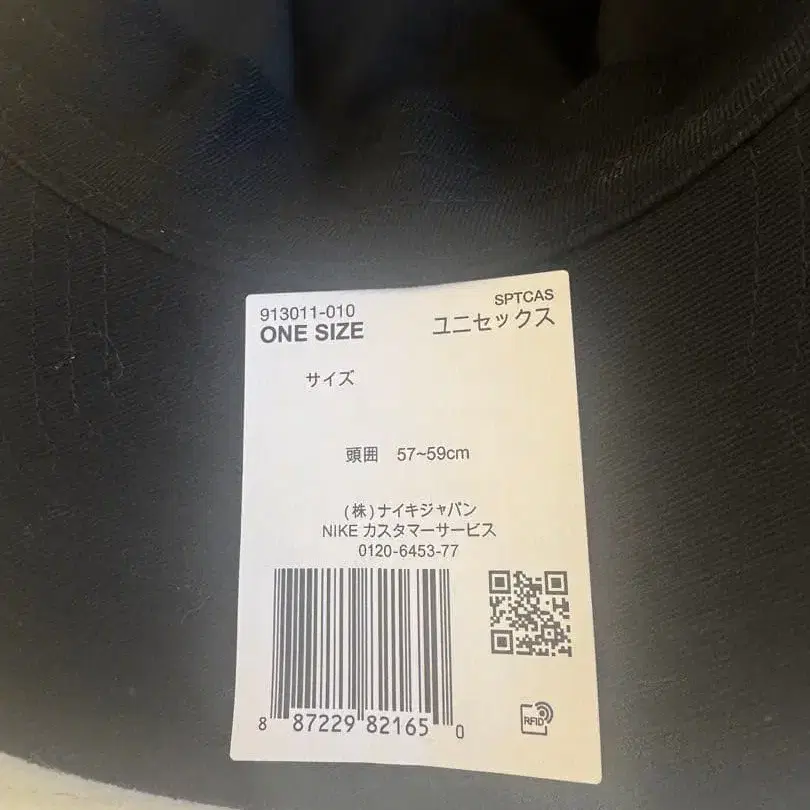 913011-010
SPTCAS
ONE SIZE
ユニセックス
サイズ
頭囲 57~59cm
(株)ナイキジャパン
NIKE カスタマーサービス
0120-6453-77
8 87229 82165 0
RFID